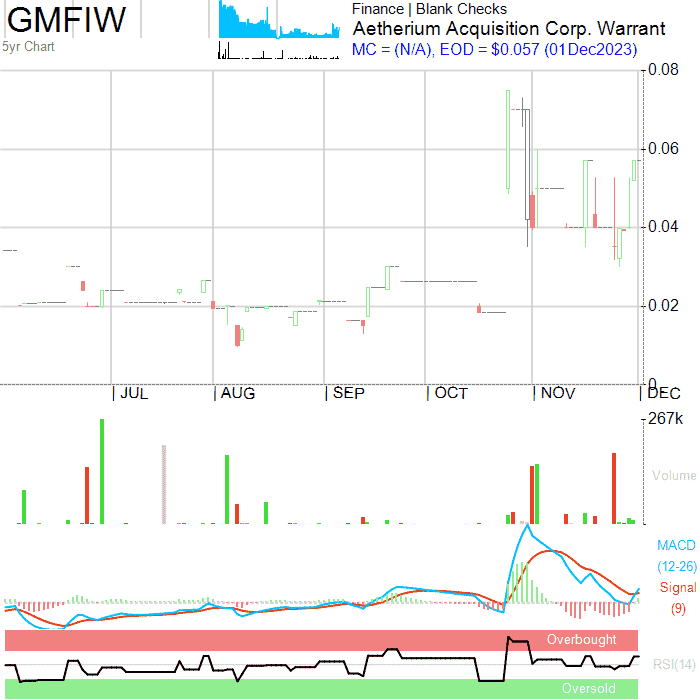 GMFIW
5yr Chart
Finance | Blank Checks
Aetherium Acquisition Corp. Warrant
MC = (N/A), EOD = $0.057 (01Dec2023)
0.08
0.06
0.04
0.02
0
JUL AUG SEP OCT NOV DEC
267k
Volume
MACD
(12-26)
Signal
(9)
Overbought
RSI(14)
Oversold